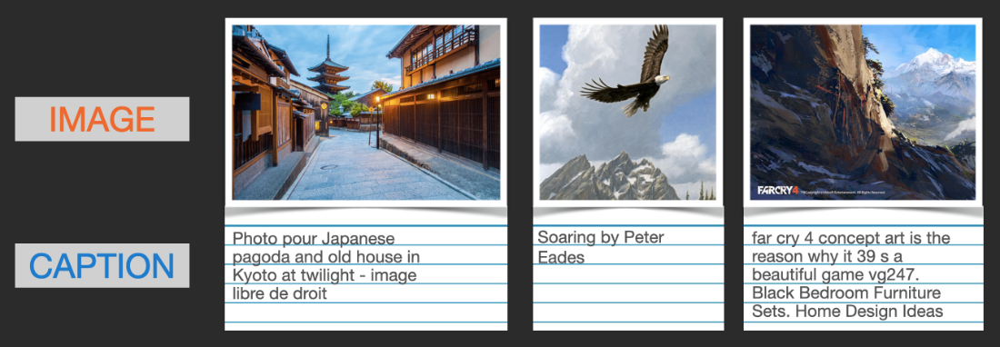 IMAGE
FARCRY4
CAPTION
Photo pour Japanese
pagoda and old house in
Kyoto at twilight - image
libre de droit
Soaring by Peter
Eades
far cry 4 concept art is the
reason why it 39 s a
beautiful game vg247.
Black Bedroom Furniture
Sets. Home Design Ideas